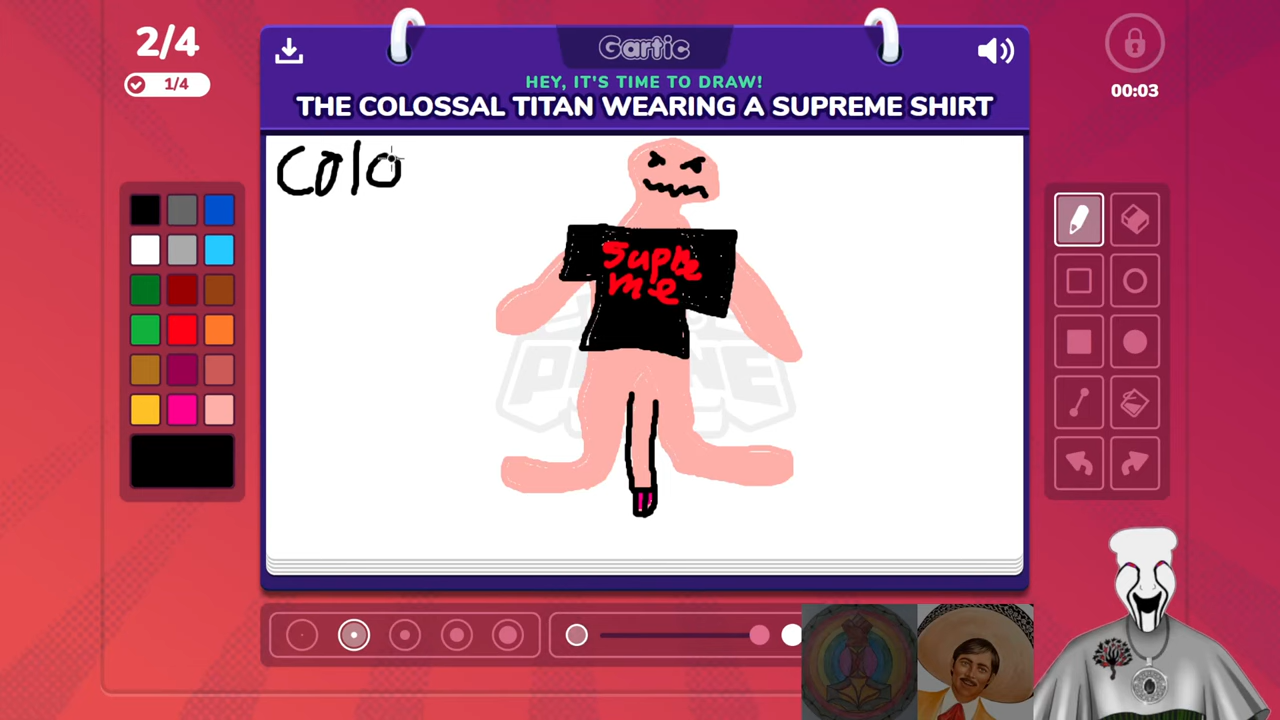 2/4
1/4
Gartic
HEY, IT'S TIME TO DRAW!
THE COLOSSAL TITAN WEARING A SUPREME SHIRT
00:03
Colo
Supre
me